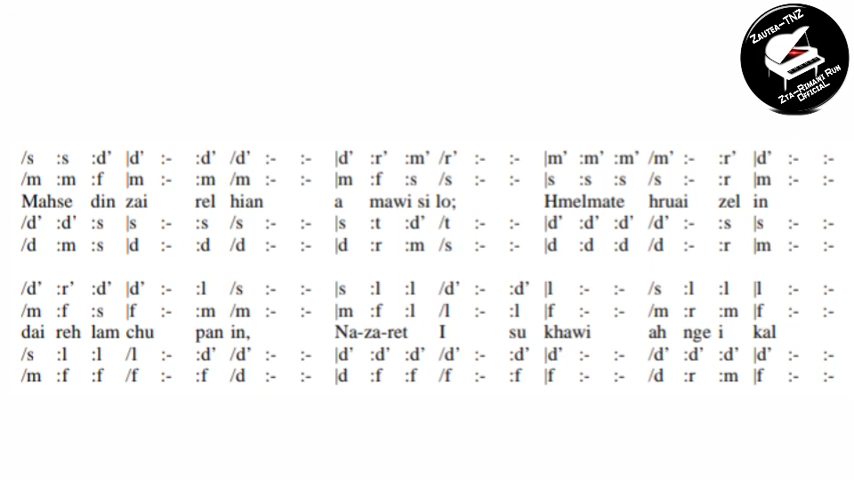 ZAUTEA-TNZ
ZTA-RIMAWI RUN
OFFICIAL
/s :s :d’ |d’ :- :d’ /d’ :- :- |d’ :r’ :m’ /r’ :- :- |m’ :m’ :m’ /m’ :- :r’ |d’ :- :-
/m :m :f |m :- :m /m :- :- |m :f :s /s :- :- |s :s :s /s :- :r |m :- :-
Mahse din zai rel hian a mawi si lo; Hmelmate hruai zel in
/d’ :d’ :s |s :- :s /s :- :- |s :t :d’ /t :- :- |d’ :d’ :d’ /d’ :- :s |s :- :-
/d :m :s |d :- :d /d :- :- |d :r :m /s :- :- |d :d :d /d :- :r |m :- :-
/d’ :r’ :d’ |d’ :- :l /s :- :- |s :l :l /d’ :- :d’ |l :- :- /s :l :l |l :- :-
/m :f :s |f :- :m /m :- :- |m :f :l /l :- :l |f :- :- /m :r :m |f :- :-
dai reh lam chu pan in, Na-za-ret I su khawi ah nge i kal
/s :l :l /l :- :d’ /d’ :- :- |d’ :d’ :d’ /d’ :- :d’ |d’ :- :- /d’ :d’ :d’ |d’ :- :-
/m :f :f /f :- :f /d :- :- |d :f :f /f :- :f |f :- :- /d :r :m |f :- :-